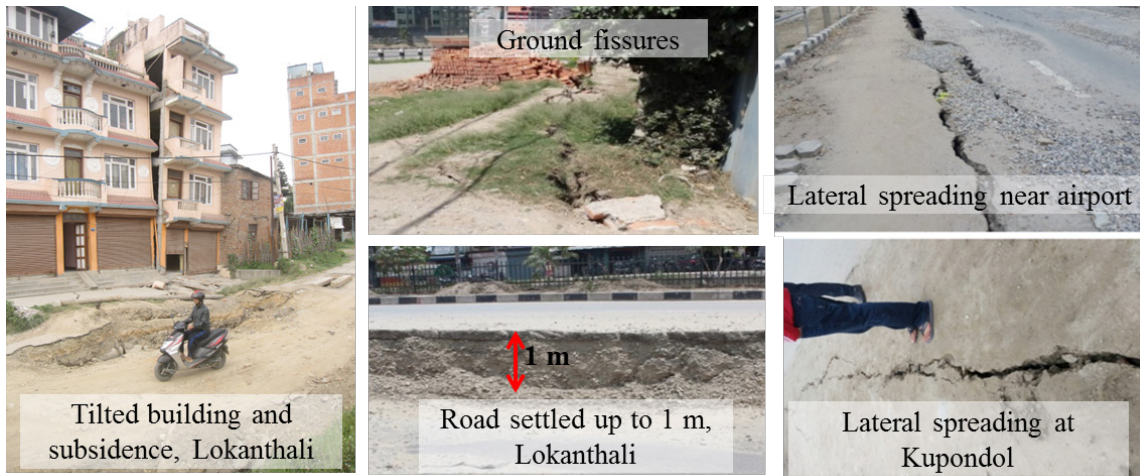 Tilted building and
subsidence, Lokanthali
Ground fissures
1 m
Road settled up to 1 m,
Lokanthali
Lateral spreading near airport
Lateral spreading at
Kupondol